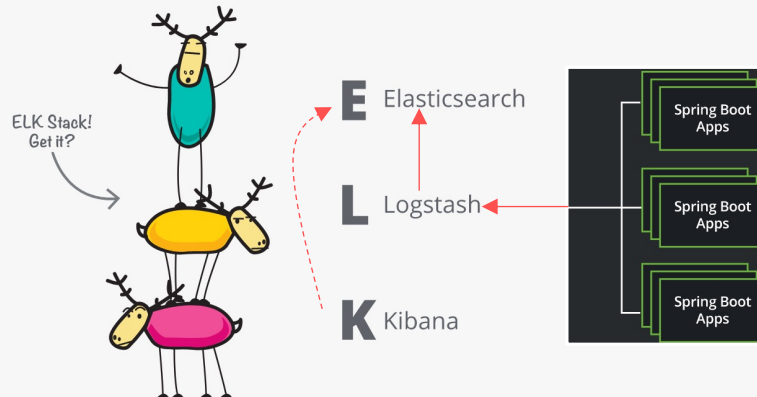 ELK Stack!
Get it?
E Elasticsearch
L Logstash
K Kibana
Spring Boot
Apps
Spring Boot
Apps
Spring Boot
Apps